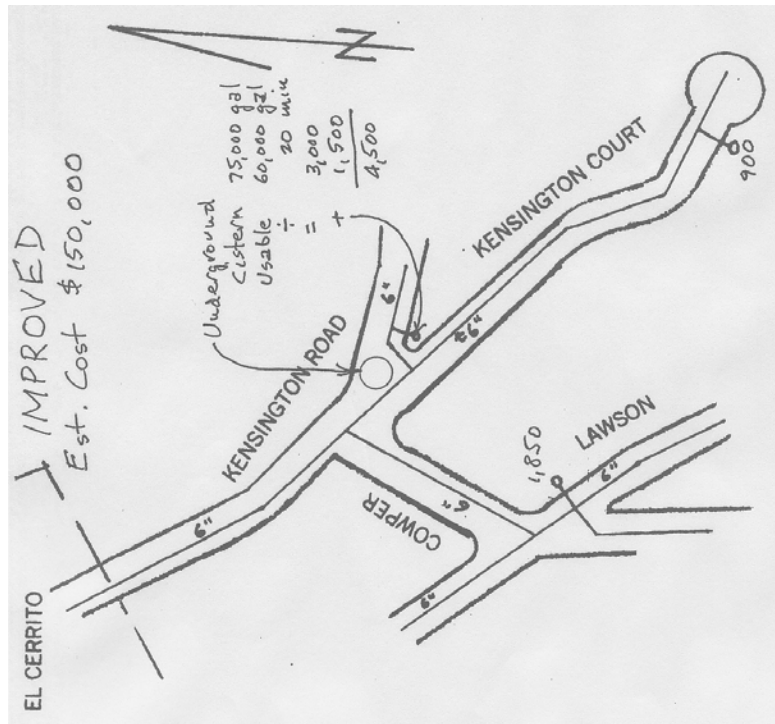 IMPROVED
Est. Cost $150,000
EL CERRITO
Underground
Cistern 75,000 gal
Usable 60,000 gal
÷ 20 min
= 3,000
+ 1,500
4,500
KENSINGTON ROAD
6"
6"
KENSINGTON COURT
900
COWPER
6"
6"
LAWSON
6"
1,850
N